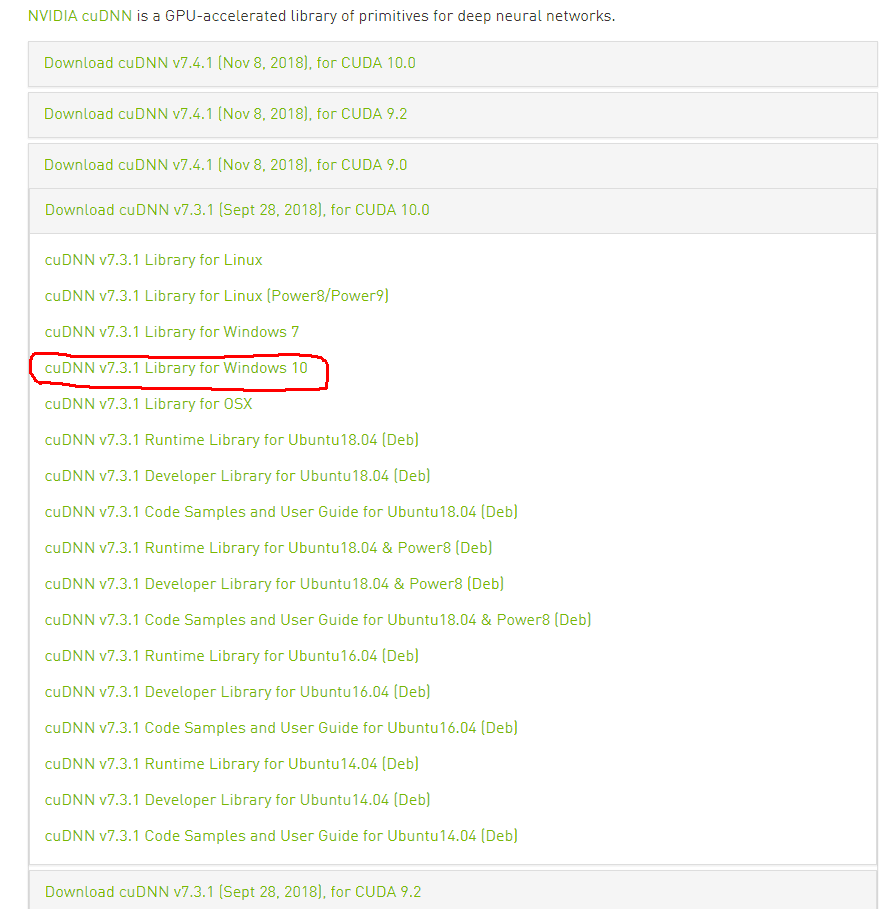 NVIDIA cuDNN is a GPU-accelerated library of primitives for deep neural networks.
Download cuDNN v7.4.1 (Nov 8, 2018), for CUDA 10.0
Download cuDNN v7.4.1 (Nov 8, 2018), for CUDA 9.2
Download cuDNN v7.4.1 (Nov 8, 2018), for CUDA 9.0
Download cuDNN v7.3.1 (Sept 28, 2018), for CUDA 10.0
cuDNN v7.3.1 Library for Linux
cuDNN v7.3.1 Library for Linux (Power8/Power9)
cuDNN v7.3.1 Library for Windows 7
cuDNN v7.3.1 Library for Windows 10
cuDNN v7.3.1 Library for OSX
cuDNN v7.3.1 Runtime Library for Ubuntu18.04 (Deb)
cuDNN v7.3.1 Developer Library for Ubuntu18.04 (Deb)
cuDNN v7.3.1 Code Samples and User Guide for Ubuntu18.04 (Deb)
cuDNN v7.3.1 Runtime Library for Ubuntu18.04 & Power8 (Deb)
cuDNN v7.3.1 Developer Library for Ubuntu18.04 & Power8 (Deb)
cuDNN v7.3.1 Code Samples and User Guide for Ubuntu18.04 & Power8 (Deb)
cuDNN v7.3.1 Runtime Library for Ubuntu16.04 (Deb)
cuDNN v7.3.1 Developer Library for Ubuntu16.04 (Deb)
cuDNN v7.3.1 Code Samples and User Guide for Ubuntu16.04 (Deb)
cuDNN v7.3.1 Runtime Library for Ubuntu14.04 (Deb)
cuDNN v7.3.1 Developer Library for Ubuntu14.04 (Deb)
cuDNN v7.3.1 Code Samples and User Guide for Ubuntu14.04 (Deb)
Download cuDNN v7.3.1 (Sept 28, 2018), for CUDA 9.2